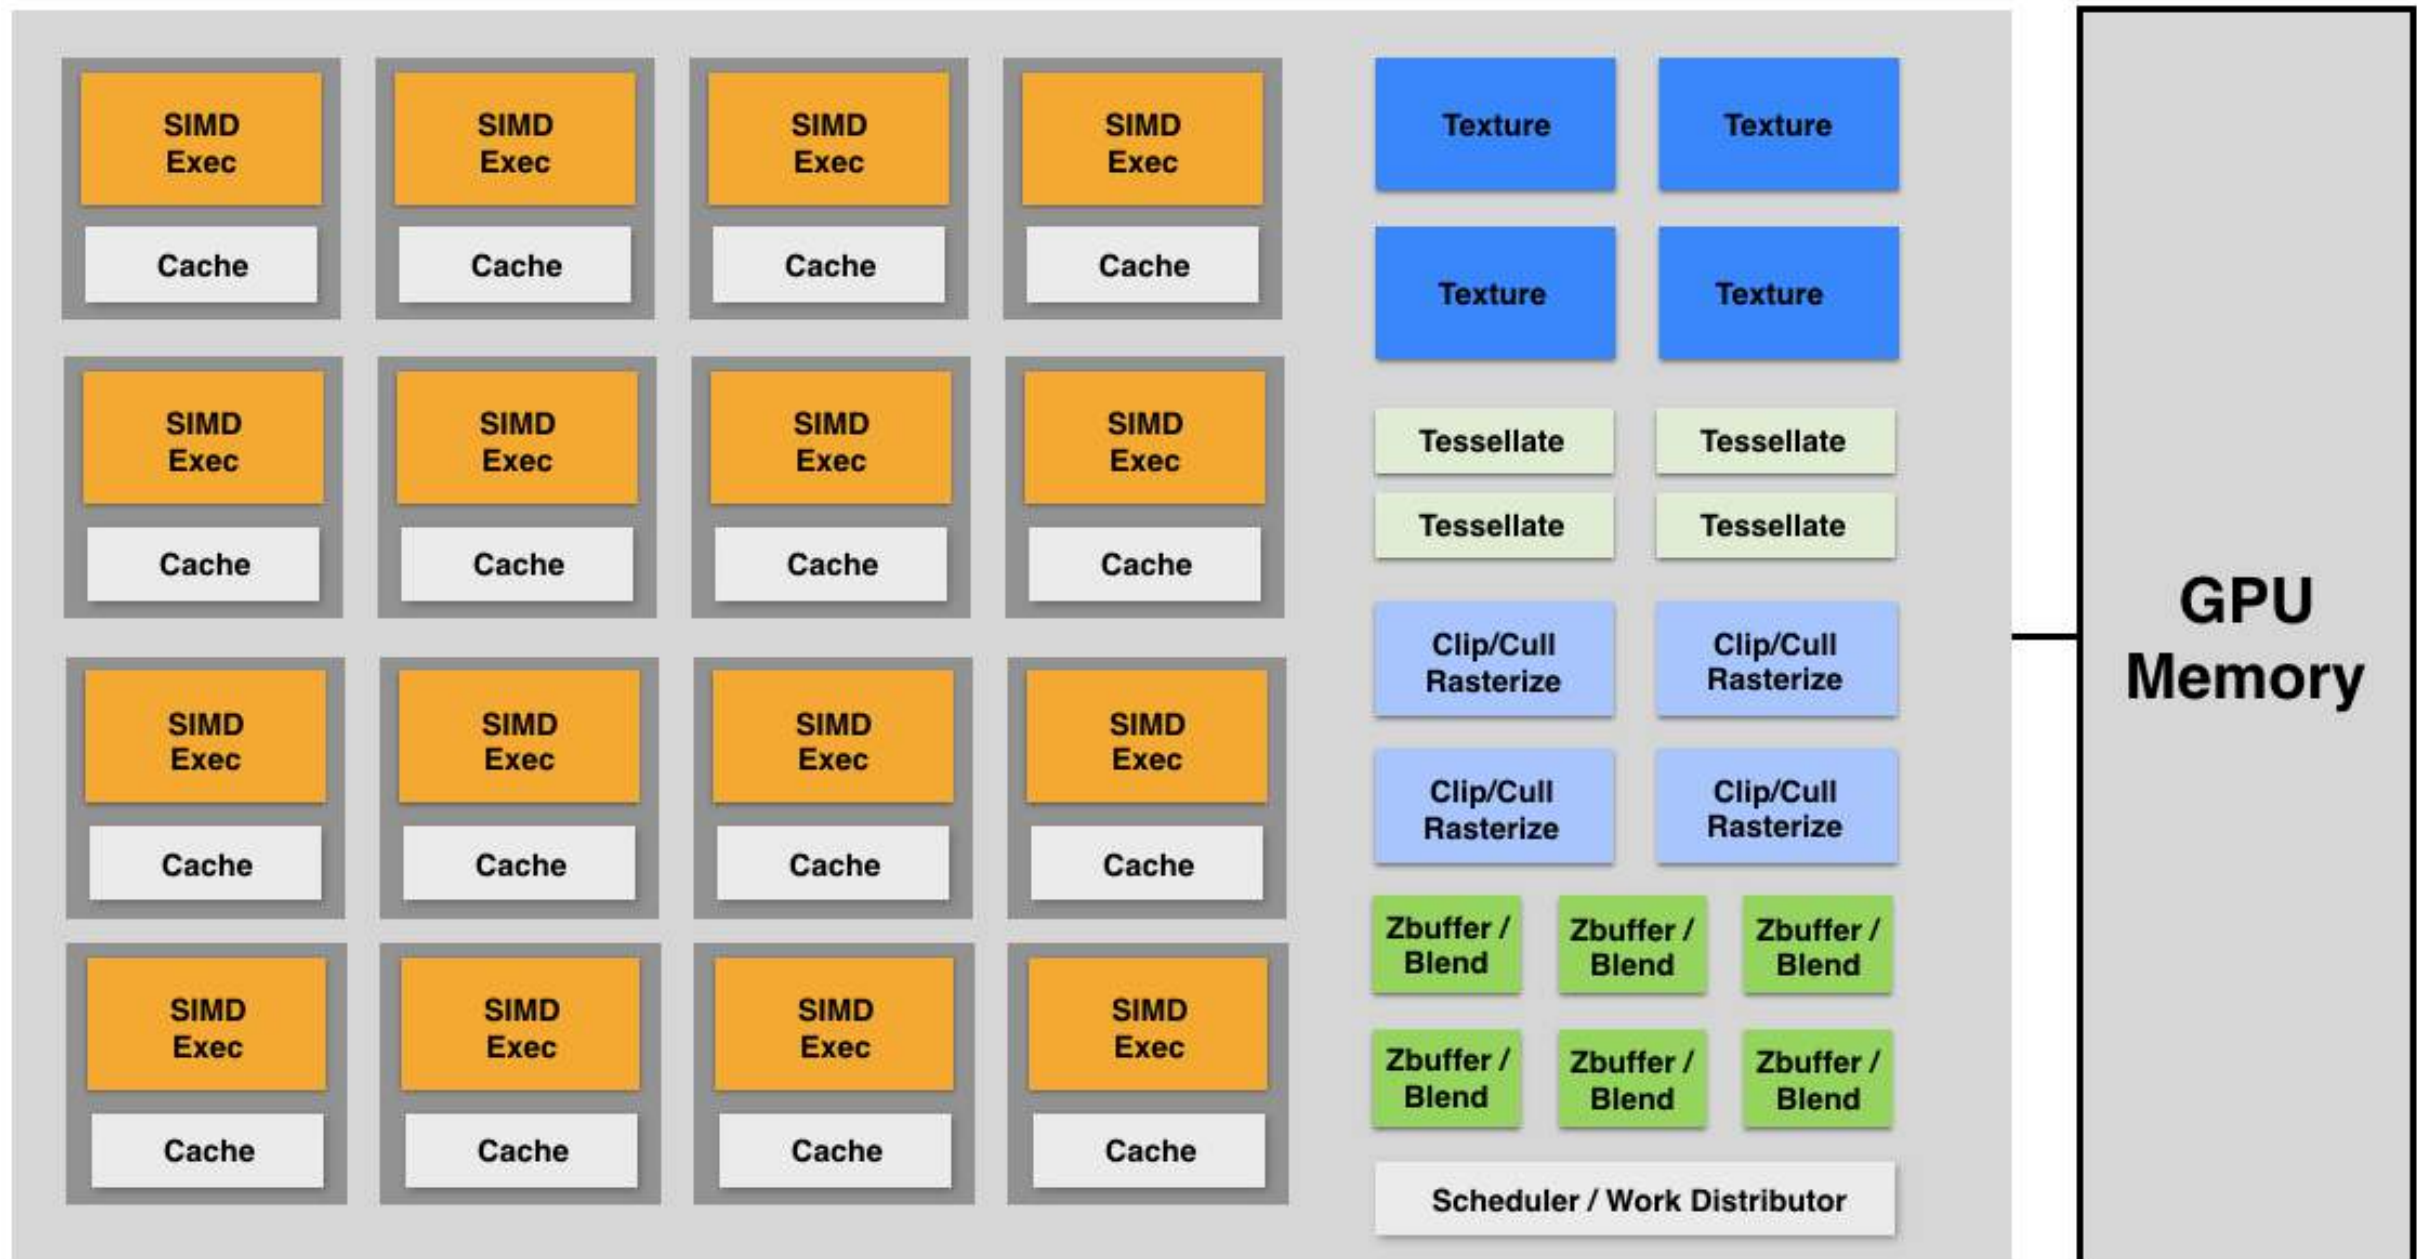 SIMD
Exec
Cache
SIMD
Exec
Cache
SIMD
Exec
Cache
SIMD
Exec
Cache
SIMD
Exec
Cache
SIMD
Exec
Cache
SIMD
Exec
Cache
SIMD
Exec
Cache
SIMD
Exec
Cache
SIMD
Exec
Cache
SIMD
Exec
Cache
SIMD
Exec
Cache
SIMD
Exec
Cache
SIMD
Exec
Cache
SIMD
Exec
Cache
SIMD
Exec
Cache
Texture
Texture
Texture
Texture
Tessellate
Tessellate
Tessellate
Tessellate
Clip/Cull
Rasterize
Clip/Cull
Rasterize
Clip/Cull
Rasterize
Clip/Cull
Rasterize
Zbuffer /
Blend
Zbuffer /
Blend
Zbuffer /
Blend
Zbuffer /
Blend
Zbuffer /
Blend
Zbuffer /
Blend
Scheduler / Work Distributor
GPU
Memory